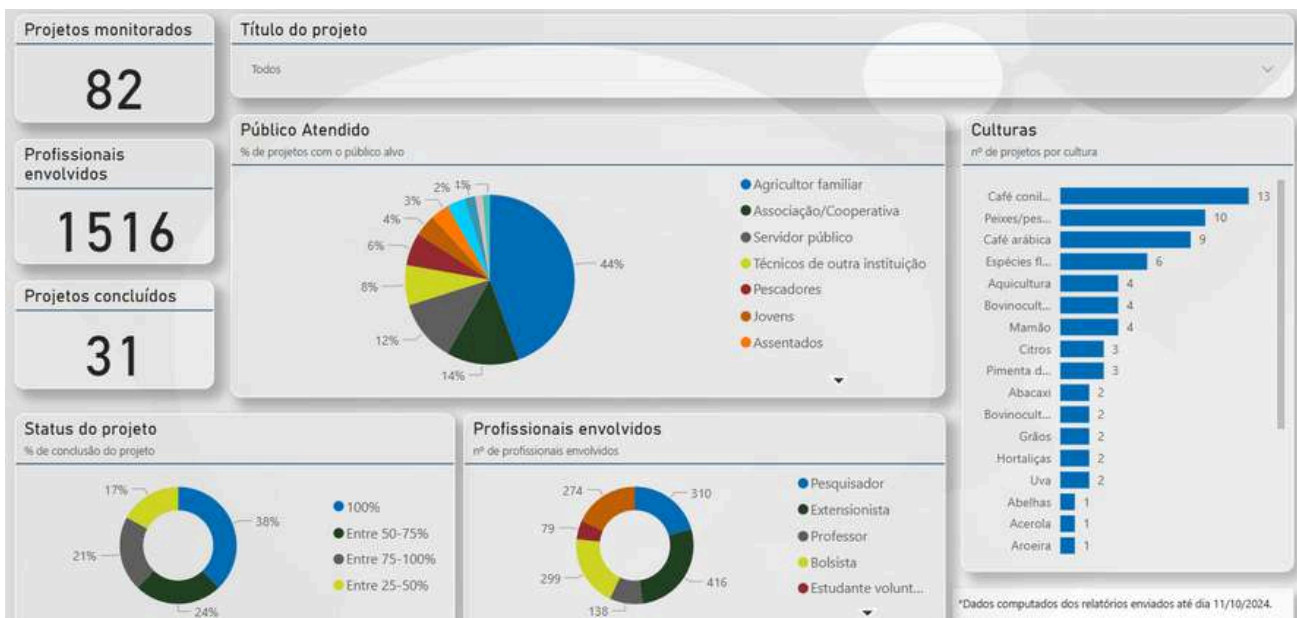 Projetos monitorados
82
Título do projeto
Todos
Profissionais
envolvidos
1516
Projetos concluídos
31
Público Atendido
% de projetos com o público alvo
2%
1%
3%
4%
6%
8%
12%
14%
44%
Agricultor familiar
Associação/Cooperativa
Servidor público
Técnicos de outra instituição
Pescadores
Jovens
Assentados
Culturas
nº de projetos por cultura
Café conil... 13
Peixes/pes... 10
Café arábica 9
Espécies fl... 6
Aquicultura 4
Bovinocult... 4
Mamão 4
Citros 3
Pimenta d... 3
Abacaxi 2
Bovinocult... 2
Grãos 2
Hortaliças 2
Uva 2
Abelhas 1
Acerola 1
Aroeira 1
Status do projeto
% de conclusão do projeto
17%
38%
21%
24%
100%
Entre 50-75%
Entre 75-100%
Entre 25-50%
Profissionais envolvidos
nº de profissionais envolvidos
274
310
79
299
416
138
Pesquisador
Extensionista
Professor
Bolsista
Estudante volunt...
*Dados computados dos relatórios enviados até dia 11/10/2024.